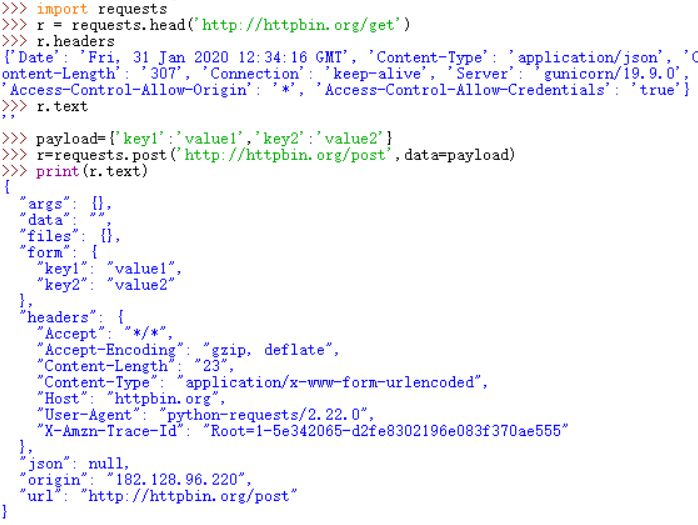 >>> import requests
>>> r = requests.head('http://httpbin.org/get')
>>> r.headers
{'Date': 'Fri, 31 Jan 2020 12:34:16 GMT', 'Content-Type': 'application/json', 'C
ontent-Length': '307', 'Connection': 'keep-alive', 'Server': 'gunicorn/19.9.0',
'Access-Control-Allow-Origin': '*', 'Access-Control-Allow-Credentials': 'true'}
>>> r.text
''
>>> payload={'key1':'value1','key2':'value2'}
>>> r=requests.post('http://httpbin.org/post',data=payload)
>>> print(r.text)
{
  "args": {},
  "data": "",
  "files": {},
  "form": {
    "key1": "value1",
    "key2": "value2"
  },
  "headers": {
    "Accept": "*/*",
    "Accept-Encoding": "gzip, deflate",
    "Content-Length": "23",
    "Content-Type": "application/x-www-form-urlencoded",
    "Host": "httpbin.org",
    "User-Agent": "python-requests/2.22.0",
    "X-Amzn-Trace-Id": "Root=1-5e342065-d2fe8302196e083f370ae555"
  },
  "json": null,
  "origin": "182.128.96.220",
  "url": "http://httpbin.org/post"
}